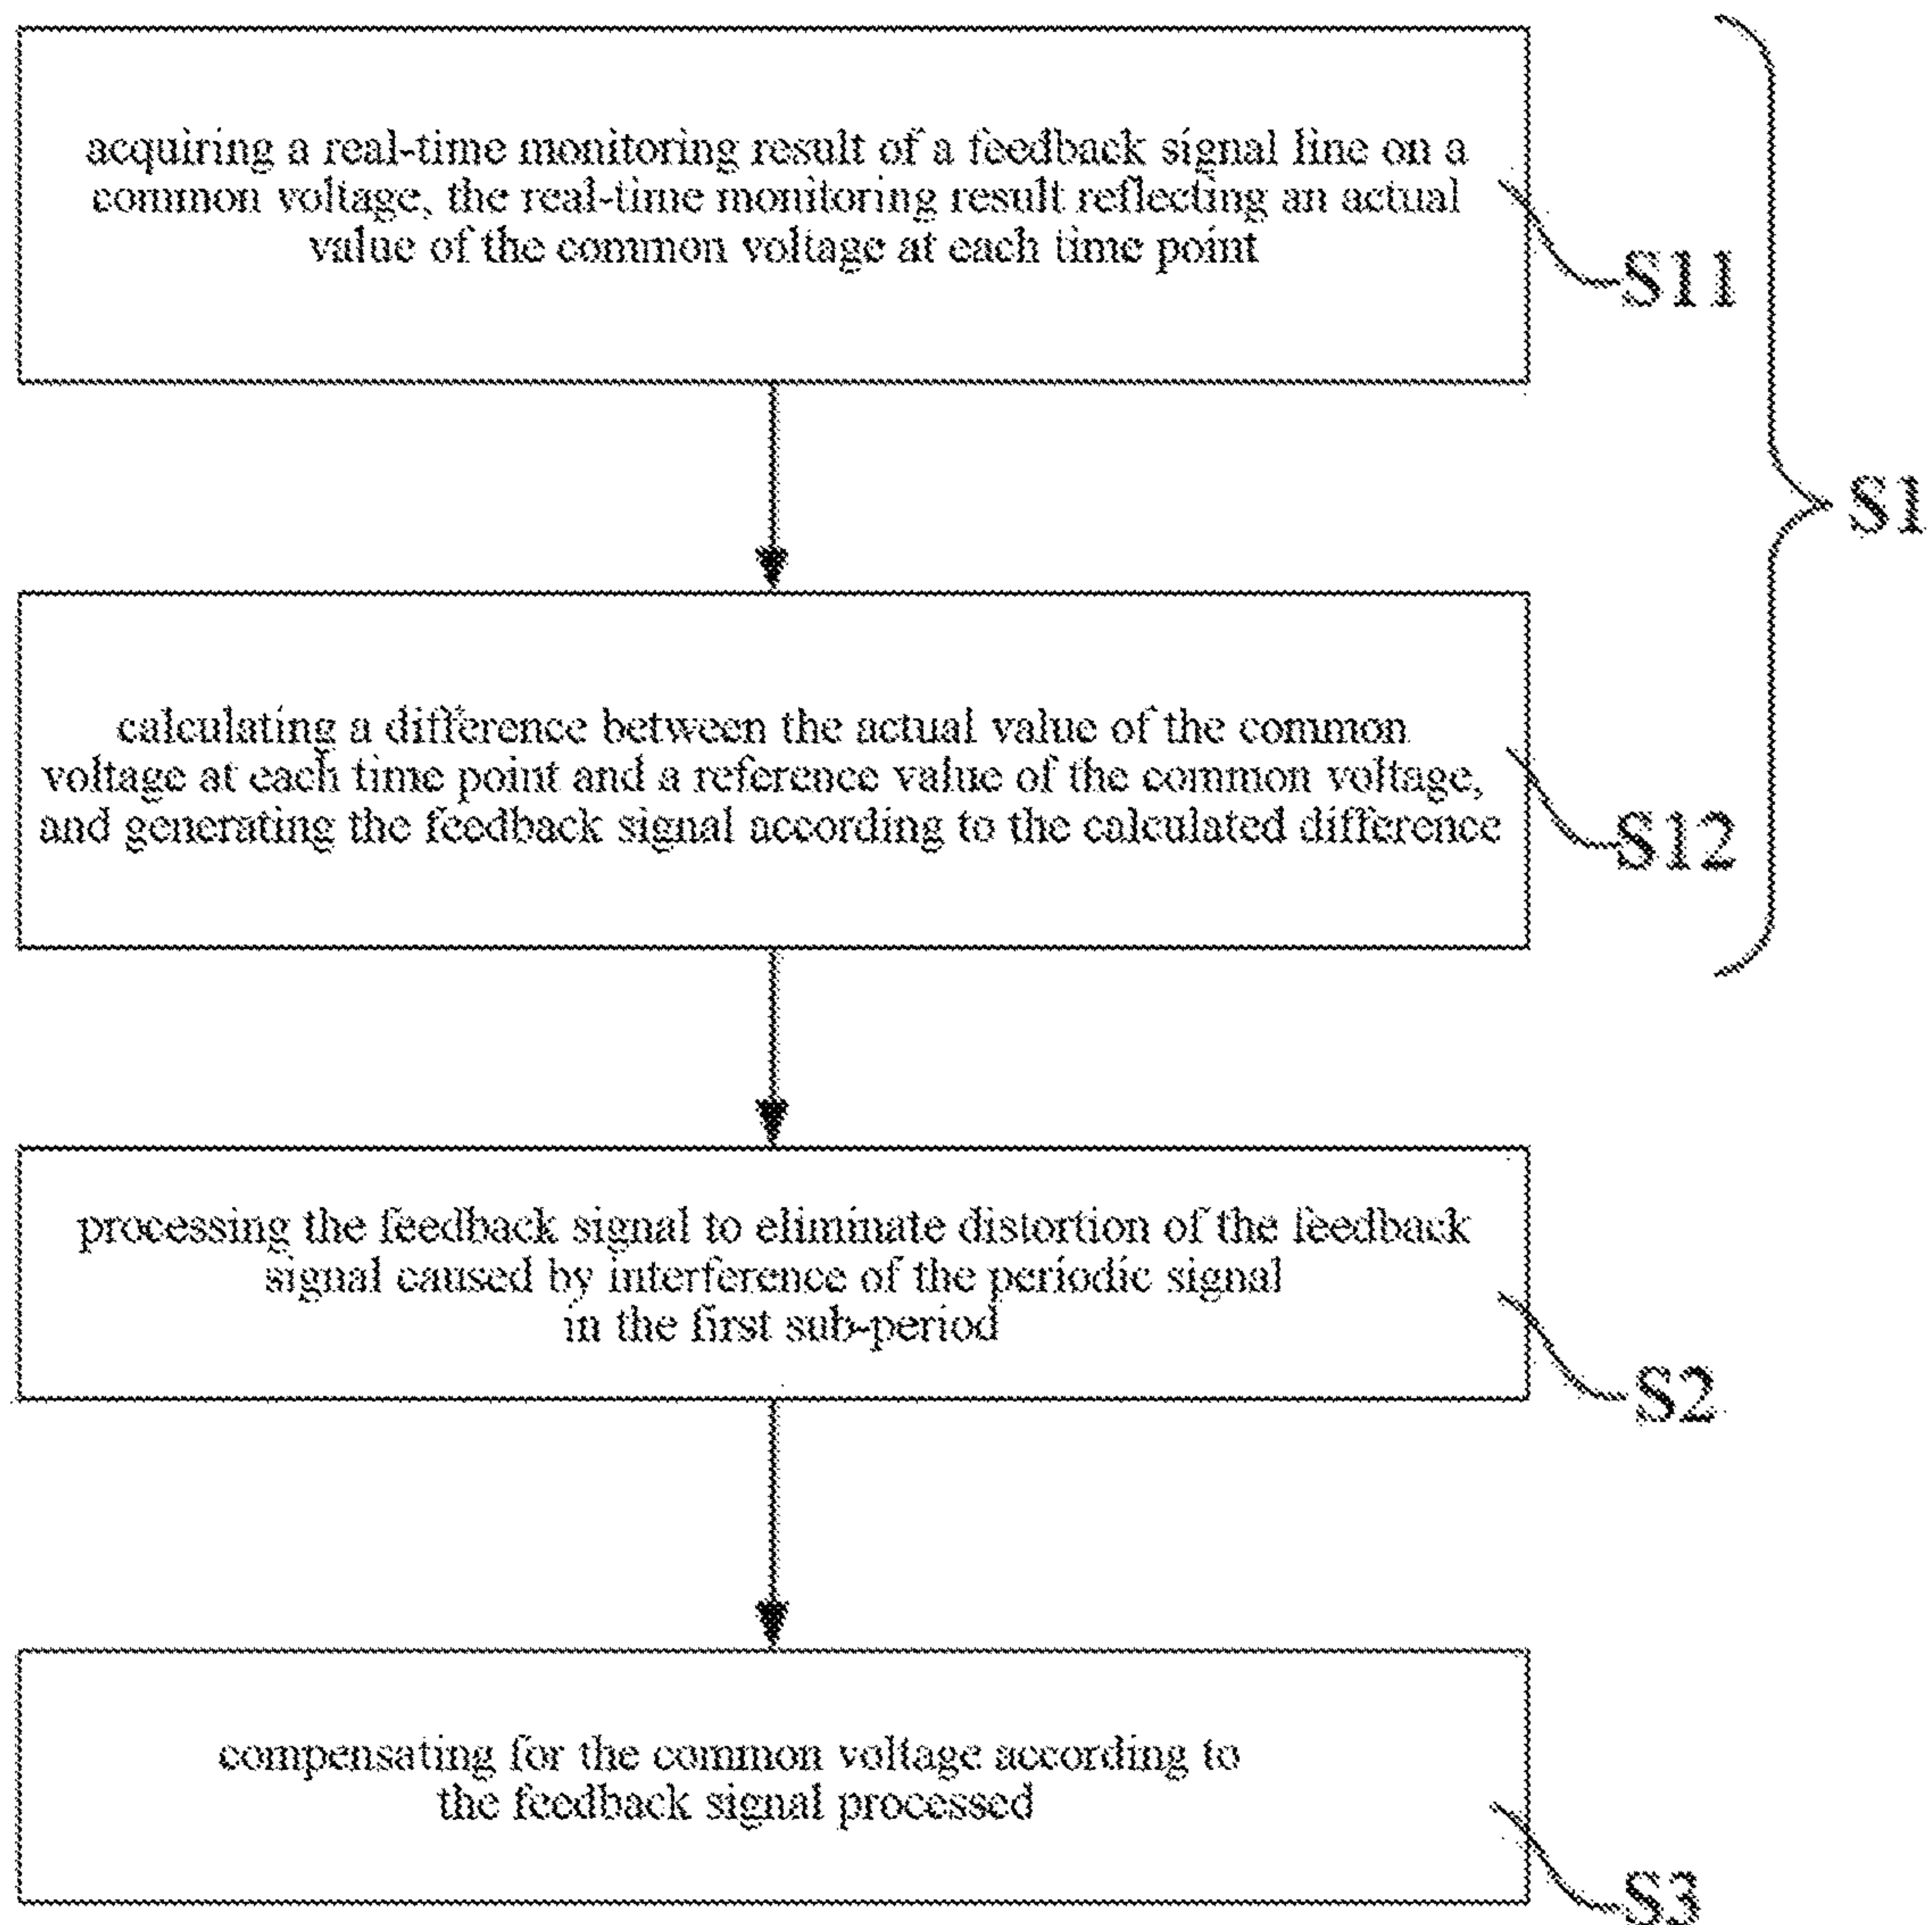 acquiring a real-time monitoring result of a feedback signal line on a
common voltage, the real-time monitoring result reflecting an actual
value of the common voltage at each time point
S11
S1
calculating a difference between the actual value of the common
voltage at each time point and a reference value of the common voltage,
and generating the feedback signal according to the calculated difference
S12
processing the feedback signal to eliminate distortion of the feedback
signal caused by interference of the periodic signal
in the first sub-period
S2
compensating for the common voltage according to
the feedback signal processed
S3